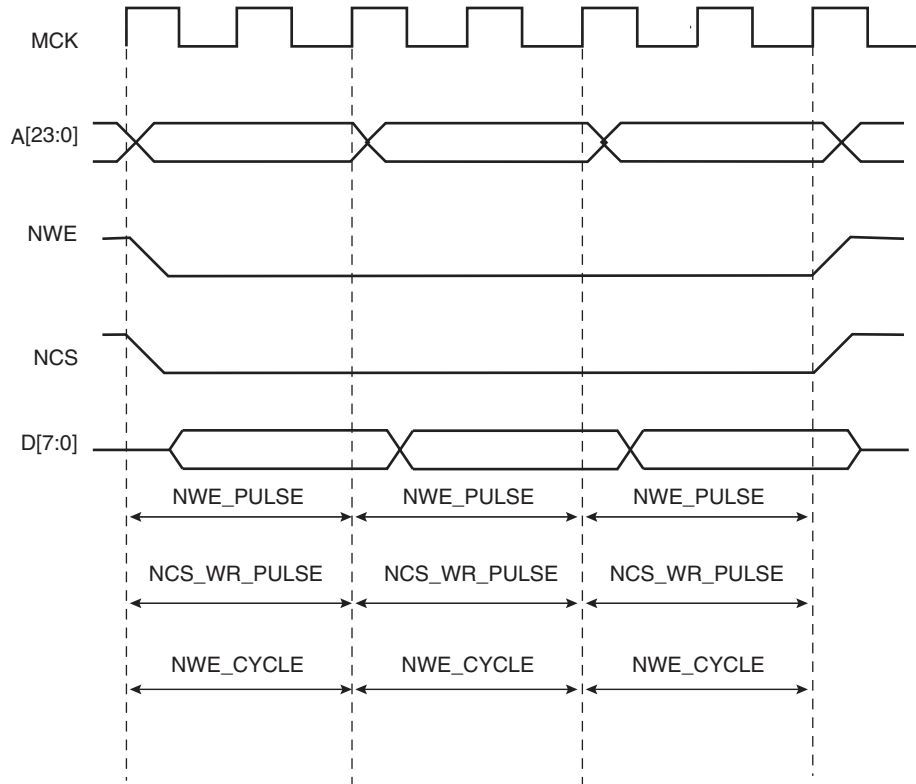 MCK
A[23:0]
NWE
NCS
D[7:0]
NWE_PULSE NWE_PULSE NWE_PULSE
NCS_WR_PULSE NCS_WR_PULSE NCS_WR_PULSE
NWE_CYCLE NWE_CYCLE NWE_CYCLE